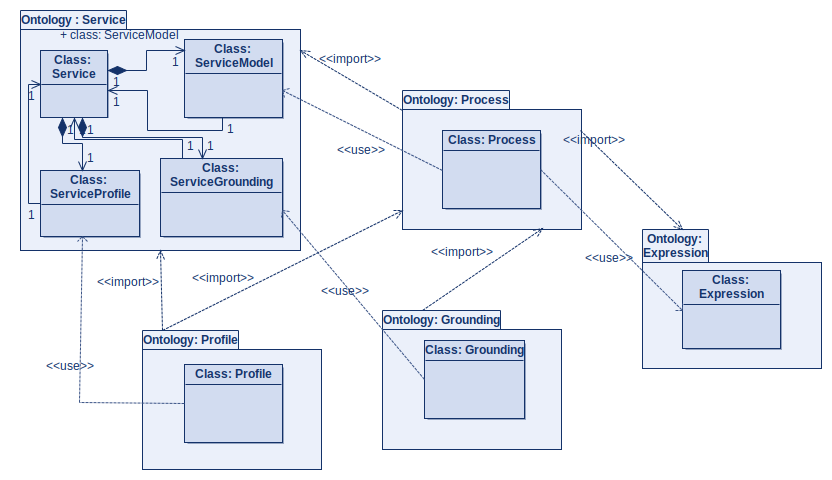 Ontology : Service
+ class: ServiceModel
Class:
Service
1
Class:
ServiceModel
1
1
1
1
1
1
1
1
1
Class:
ServiceProfile
1
Class:
ServiceGrounding
<<import>>
<<use>>
Ontology: Process
Class: Process
<<import>>
<<use>>
Ontology:
Expression
Class:
Expression
<<import>>
<<import>>
<<import>>
<<use>>
<<use>>
Ontology: Profile
Class: Profile
Ontology: Grounding
Class: Grounding